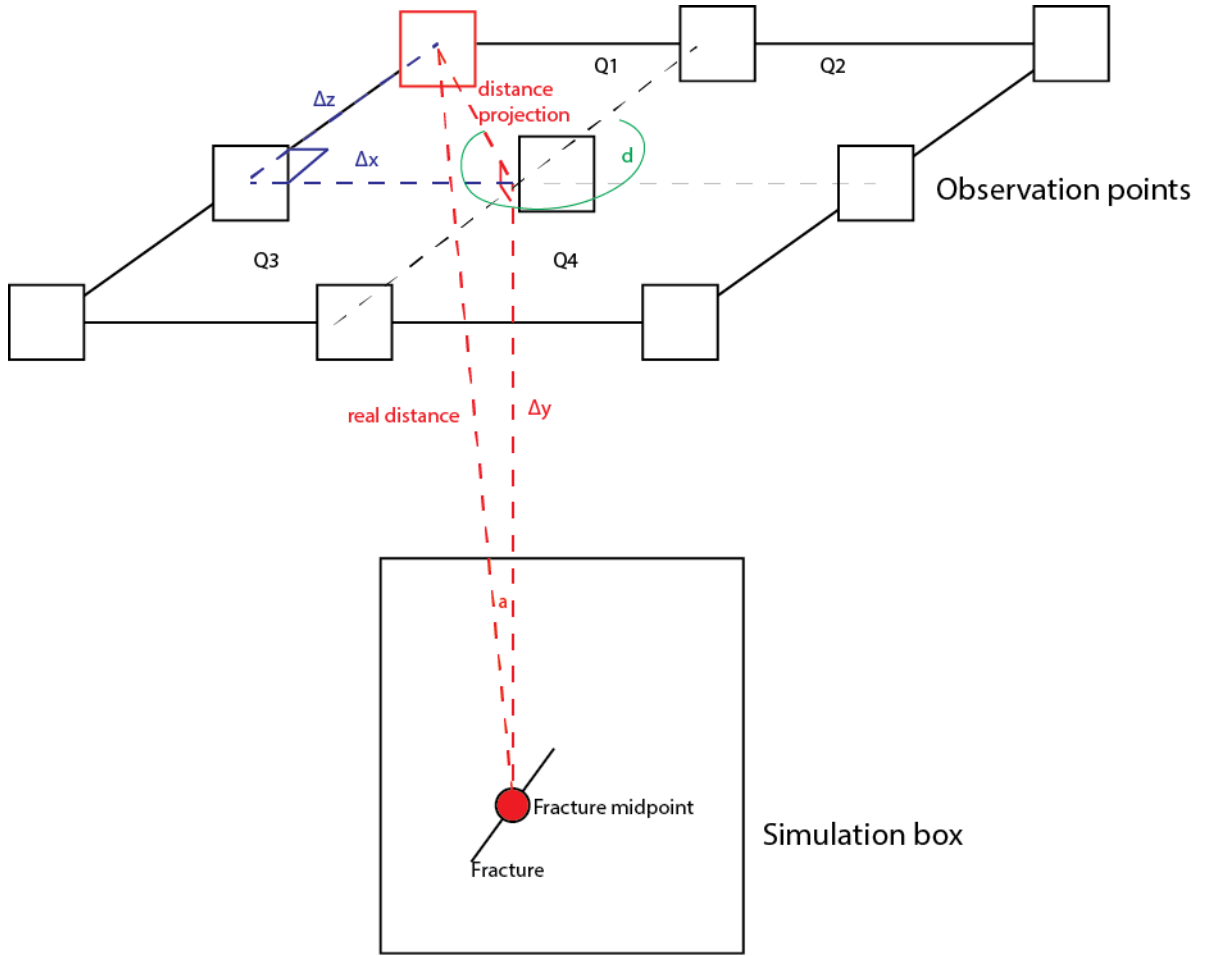 Q1
Q2
distance
projection
Δz
Δx
d
Observation points
Q3
Q4
real distance
Δy
a
Fracture midpoint
Simulation box
Fracture